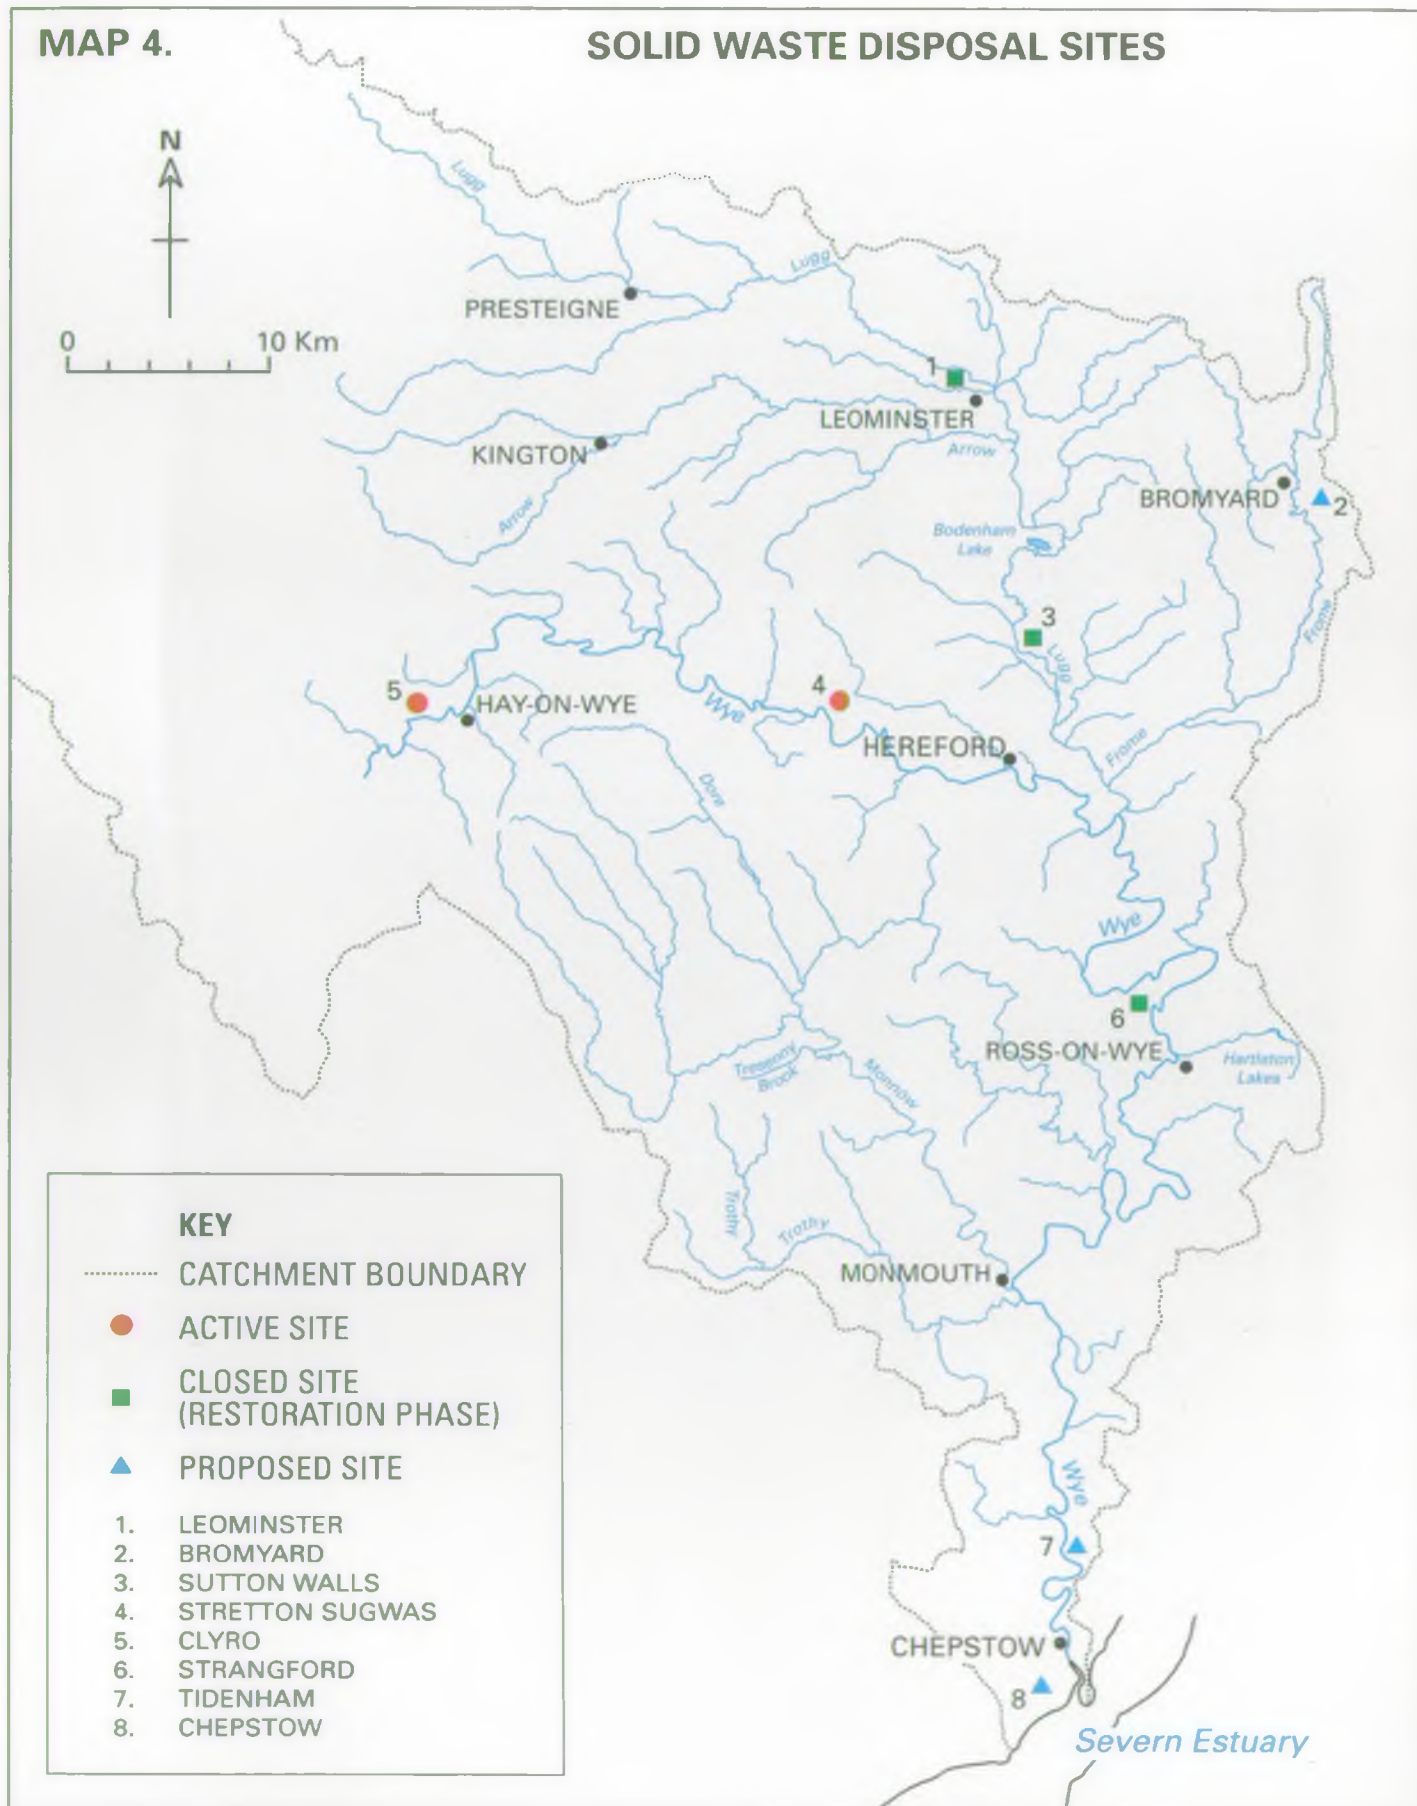 MAP 4.
SOLID WASTE DISPOSAL SITES
N
0 10 Km
Lugg
Lugg
PRESTEIGNE
1
LEOMINSTER
KINGTON
Arrow
Arrow
BROMYARD
2
Bodenham
Lake
3
Lugg
Frome
5
HAY-ON-WYE
4
Wye
HEREFORD
Frome
Dore
Wye
6
ROSS-ON-WYE
Hartleton
Lakes
Tresenny
Brook
Monnow
Trothy
Trothy
MONMOUTH
Wye
7
CHEPSTOW
8
Severn Estuary
KEY
CATCHMENT BOUNDARY
ACTIVE SITE
CLOSED SITE
(RESTORATION PHASE)
PROPOSED SITE
1. LEOMINSTER
2. BROMYARD
3. SUTTON WALLS
4. STRETTON SUGWAS
5. CLYRO
6. STRANGFORD
7. TIDENHAM
8. CHEPSTOW